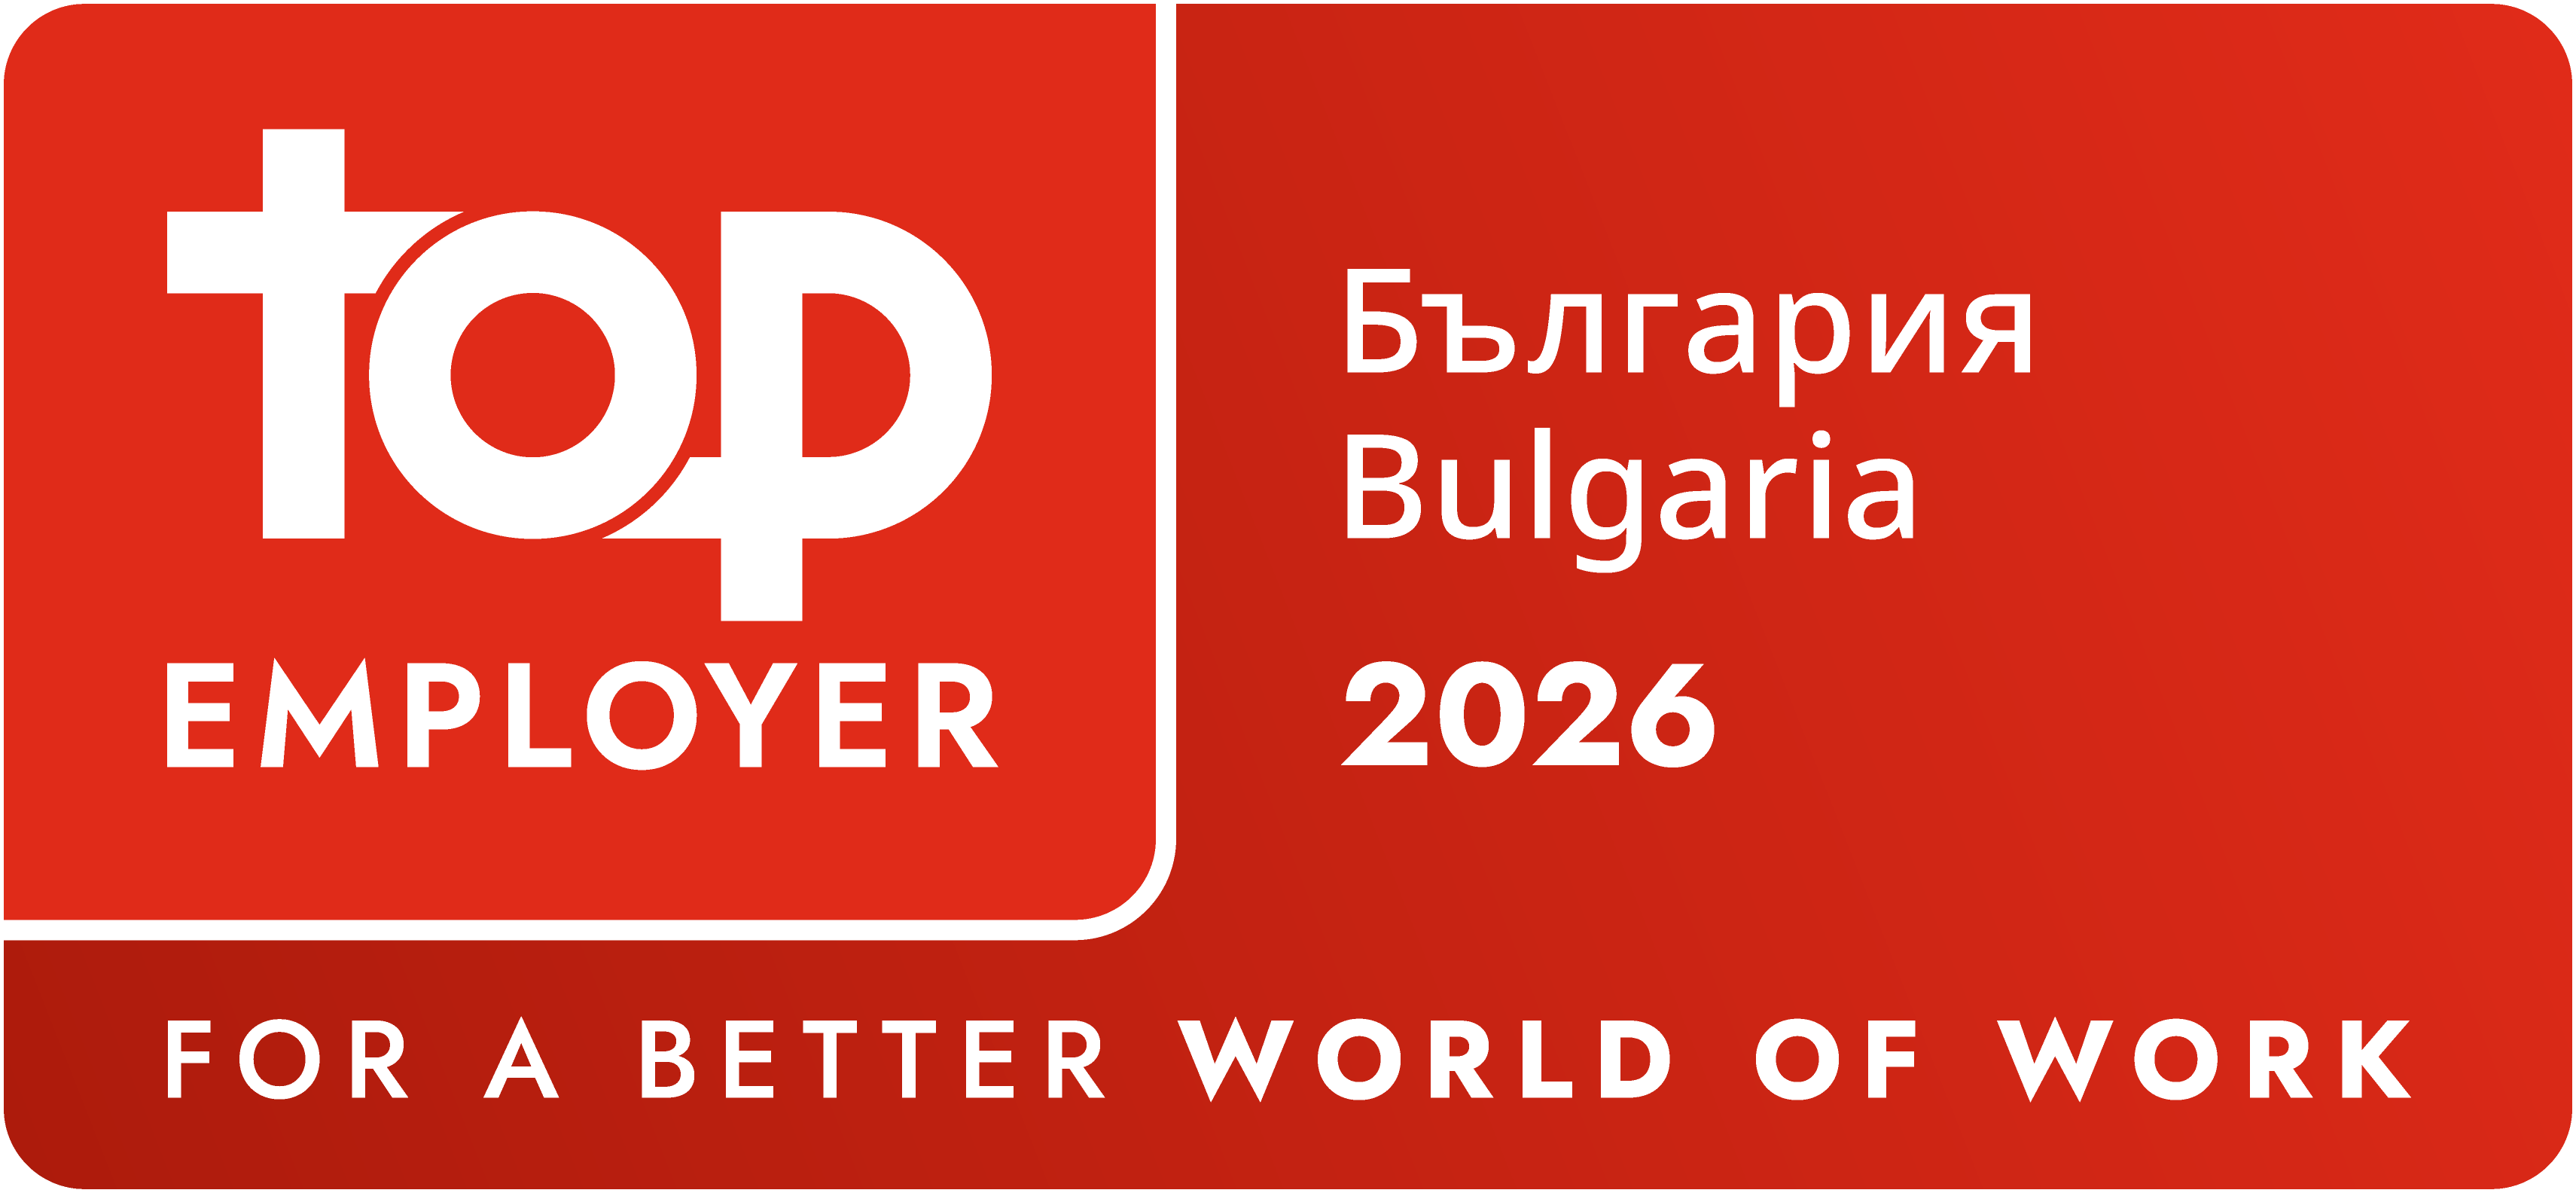 top
EMPLOYER
България
Bulgaria
2026
FOR A BETTER WORLD OF WORK